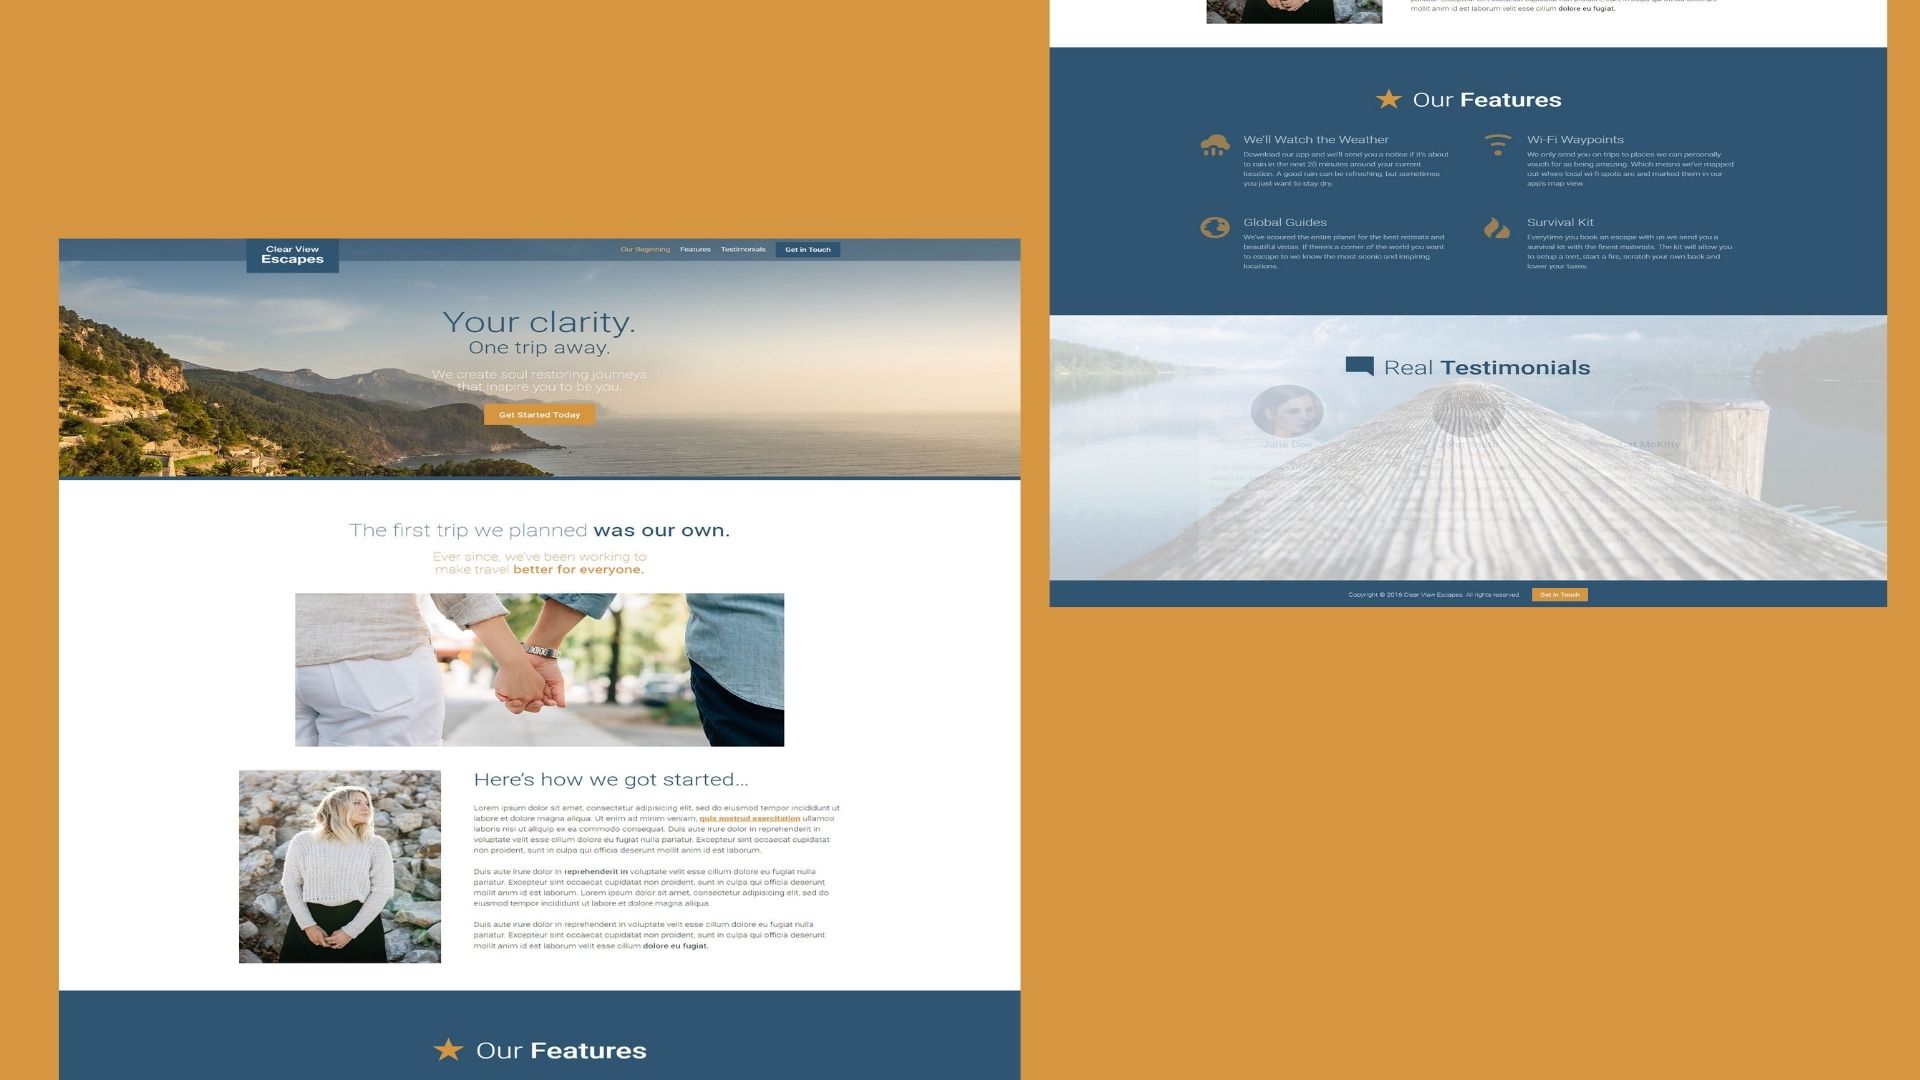 Clear View
Escapes
Our Beginning Features Testimonials Get in Touch
Your clarity.
One trip away.
We create soul restoring journeys
that inspire you to be you.
Get Started Today
The first trip we planned was our own.
Ever since, we've been working to
make travel better for everyone.
Here's how we got started...
Lorem ipsum dolor sit amet, consectetur adipisicing elit, sed do eiusmod tempor incididunt ut
labore et dolore magna aliqua. Ut enim ad minim veniam, quis nostrud exercitation ullamco
laboris nisi ut aliquip ex ea commodo consequat. Duis aute irure dolor in reprehenderit in
voluptate velit esse cillum dolore eu fugiat nulla pariatur. Excepteur sint occaecat cupidatat
non proident, sunt in culpa qui officia deserunt mollit anim id est laborum.
Duis aute irure dolor in reprehenderit in voluptate velit esse cillum dolore eu fugiat nulla
pariatur. Excepteur sint occaecat cupidatat non proident, sunt in culpa qui officia deserunt
mollit anim id est laborum. Lorem ipsum dolor sit amet, consectetur adipisicing elit, sed do
eiusmod tempor incididunt ut labore et dolore magna aliqua.
Duis aute irure dolor in reprehenderit in voluptate velit esse cillum dolore eu fugiat nulla
pariatur. Excepteur sint occaecat cupidatat non proident, sunt in culpa qui officia deserunt
mollit anim id est laborum velit esse cillum dolore eu fugiat.
Our Features
mollit anim id est laborum velit esse cillum dolore eu fugiat.
Our Features
We'll Watch the Weather
Download our app and we'll send you a notice if it's about
to rain in the next 20 minutes around your current
location. A good rain can be refreshing, but sometimes
you just want to stay dry.
Wi-Fi Waypoints
We only send you on trips to places we can personally
vouch for as being amazing. Which means we've mapped
out where local wi-fi spots are and marked them in our
app's map view.
Global Guides
We've scoured the entire planet for the best retreats and
beautiful vistas. If there's a corner of the world you want
to escape to we know the most scenic and inspiring
locations.
Survival Kit
Everytime you book an escape with us we send you a
survival kit with the finest materials. The kit will allow you
to setup a tent, start a fire, scratch your own back and
lower your taxes.
Real Testimonials
Jane Doe
McKitty
Copyright © 2016 Clear View Escapes. All rights reserved
Get in Touch